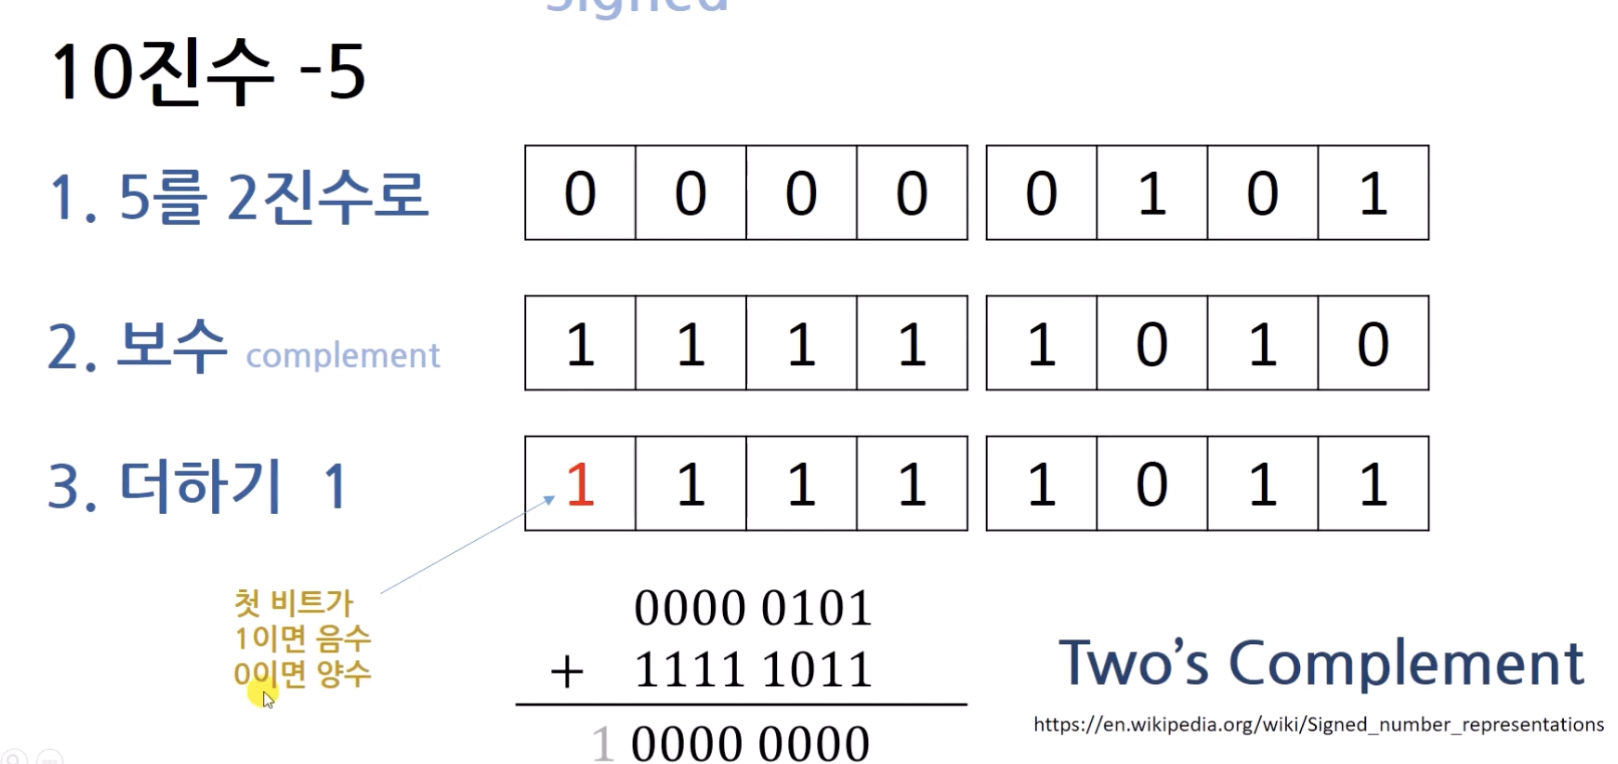 Signed
10진수 -5
1. 5를 2진수로 0 0 0 0 0 1 0 1
2. 보수 complement 1 1 1 1 1 0 1 0
3. 더하기 1 1 1 1 1 1 0 1 1
첫 비트가
1이면 음수
0이면 양수
0000 0101
+ 1111 1011
1 0000 0000
Two's Complement
https://en.wikipedia.org/wiki/Signed_number_representations